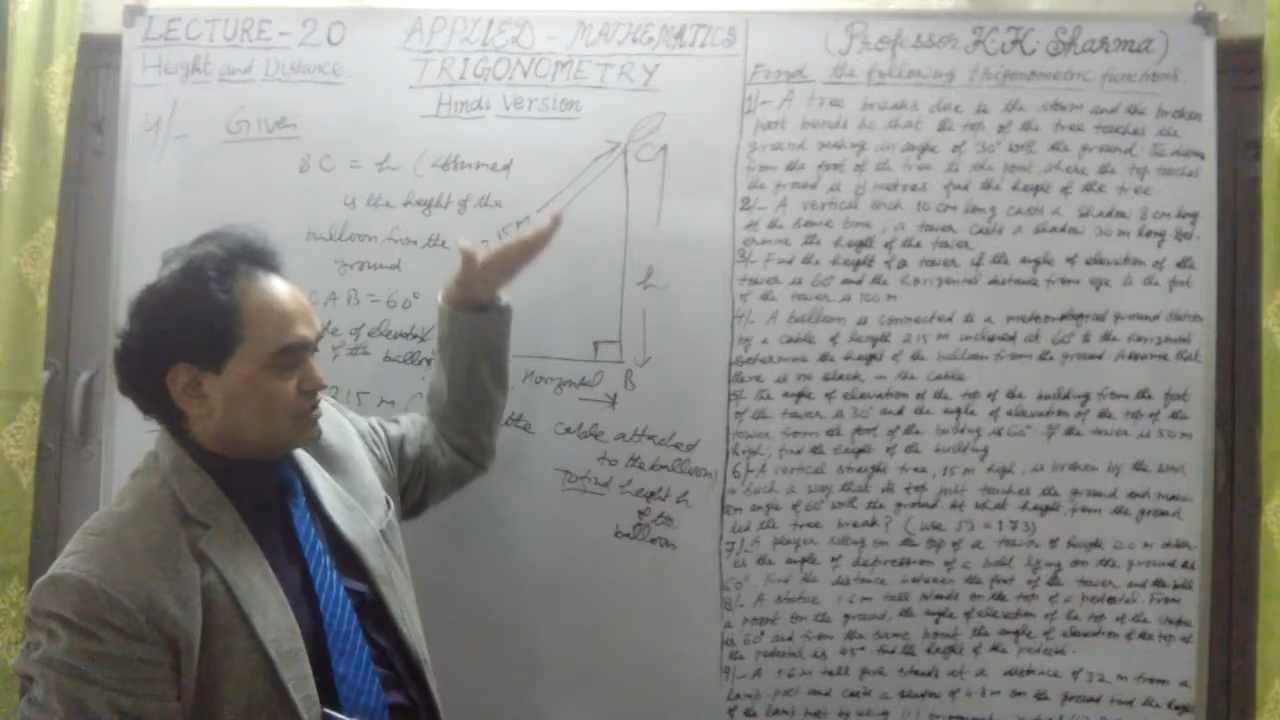 LECTURE-20
APPLIED - MATHEMATICS
(Professor K.K. Sharma)
Height and Distance
TRIGONOMETRY
Hindi Version
4/- Given
BC = h (Assumed
is the height of the
balloon from the
ground
AB = 60°
of elevation
of the balloon
215 m
215 m
C
h
Horizontal B
the cable attached
to the balloon)
To find height h
of the
balloon
Find the following trigonometric functions.
1/- A tree breaks due to the storm and the broken
part bends so that the top of the tree touches the
ground making an angle of 30° with the ground. The
from the foot of the tree to the point, where the top touches
the ground is 8 metres find the height of the tree
2/- A vertical stick 10 cm long casts a shadow 8 cm long
At the same time, a tower casts a shadow 30 m long. Det-
ermine the height of the tower
3/- Find the height of a tower if the angle of elevation of the
tower is 60° and the horizontal distance from eye to the foot
of the tower is 100 m
4/- A balloon is connected to a meteorological ground station
by a cable of length 215 m inclined at 60° to the horizontal
Determine the height of the balloon from the ground Assume that
there is no slack in the cable
5/- The angle of elevation of the top of the building from the foot
of the tower is 30° and the angle of elevation of the top of the
tower from the foot of the building is 60° If the tower is 50 m
high, find the height of the building
6/- A vertical straight tree, 15 m high, is broken by the wind
in such a way that its top just touches the ground and makes
an angle of 60° with the ground. At what height from the ground
did the tree break? (use √3 = 1.73)
7/- A player sitting on the top of a tower of height 20 m obser
es the angle of depression of a ball lying on the ground as
60°. Find the distance between the foot of the tower and the ball
8/- A statue 1.6 m tall stands on the top of a pedestal. From
a point on the ground, the angle of elevation of the top of the statue
is 60° and from the same point the angle of elevation of the top of
the pedestal is 45° find the height of the pedestal.
9/- A 1.6 m tall girl stands at a distance of 3.2 m from a
lamp-post and casts a shadow of 4.8 m on the ground find the height
of the lamp-post by using (i)